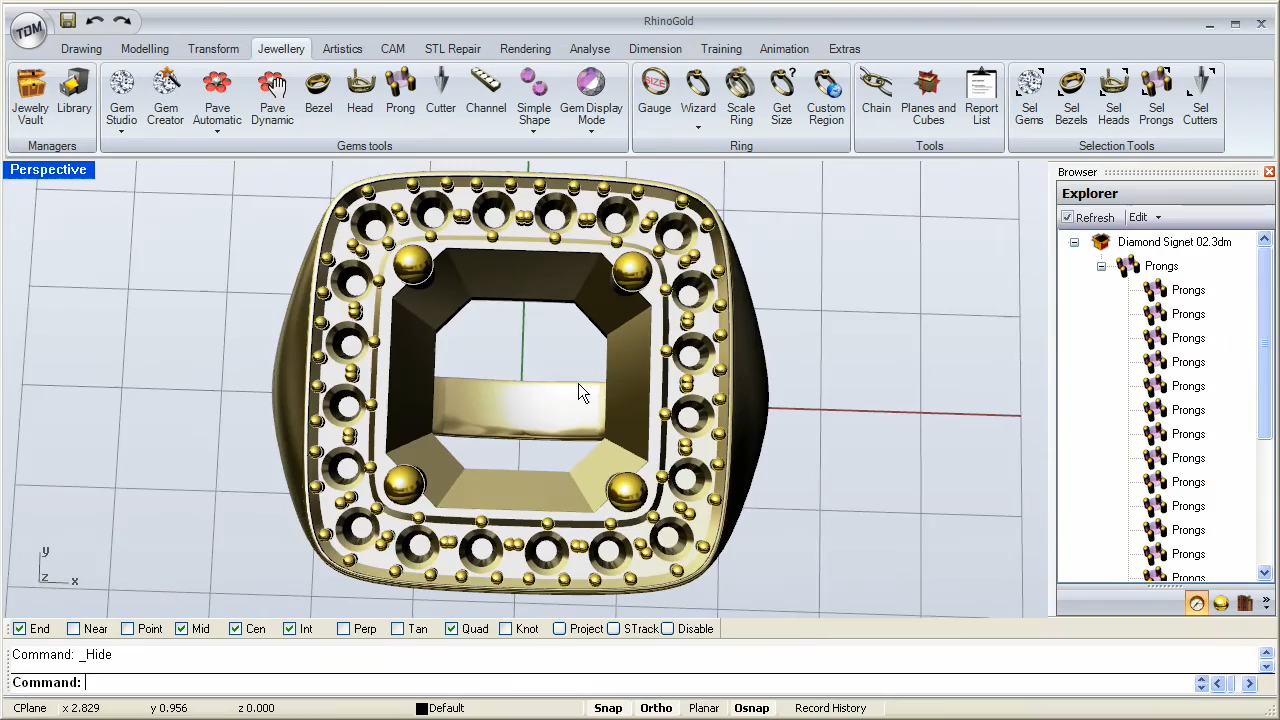 TDM
RhinoGold
Drawing Modelling Transform Jewellery Artistics CAM STL Repair Rendering Analyse Dimension Training Animation Extras
Jewelry Vault
Library
Gem Studio
Gem Creator
Pave Automatic
Pave Dynamic
Bezel
Head
Prong
Cutter
Channel
Simple Shape
Gem Display Mode
SIZE
Gauge
Wizard
Scale Ring
Get Size
Custom Region
Chain
Planes and Cubes
Report List
Sel Gems
Sel Bezels
Sel Heads
Sel Prongs
Sel Cutters
Managers Gems tools Ring Tools Selection Tools
Perspective
Browser
Explorer
Refresh Edit
Diamond Signet 12.3dm
Prongs
Prongs
Prongs
Prongs
Prongs
Prongs
Prongs
Prongs
Prongs
Prongs
Prongs
Prongs
Prongs
Prongs
y
z x
End Near Point Mid Cen Int Perp Tan Quad Knot Project STrack Disable
Command: _Hide
Command:
CPlane x 2.829 y 0.956 z 0.000 Default Snap Ortho Planar Osnap Record History